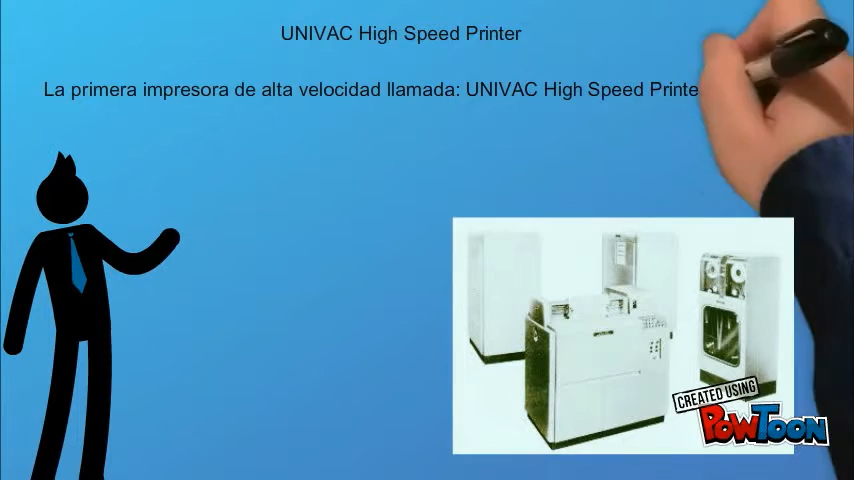 UNIVAC High Speed Printer
La primera impresora de alta velocidad llamada: UNIVAC High Speed Printe
CREATED USING
POWTOON